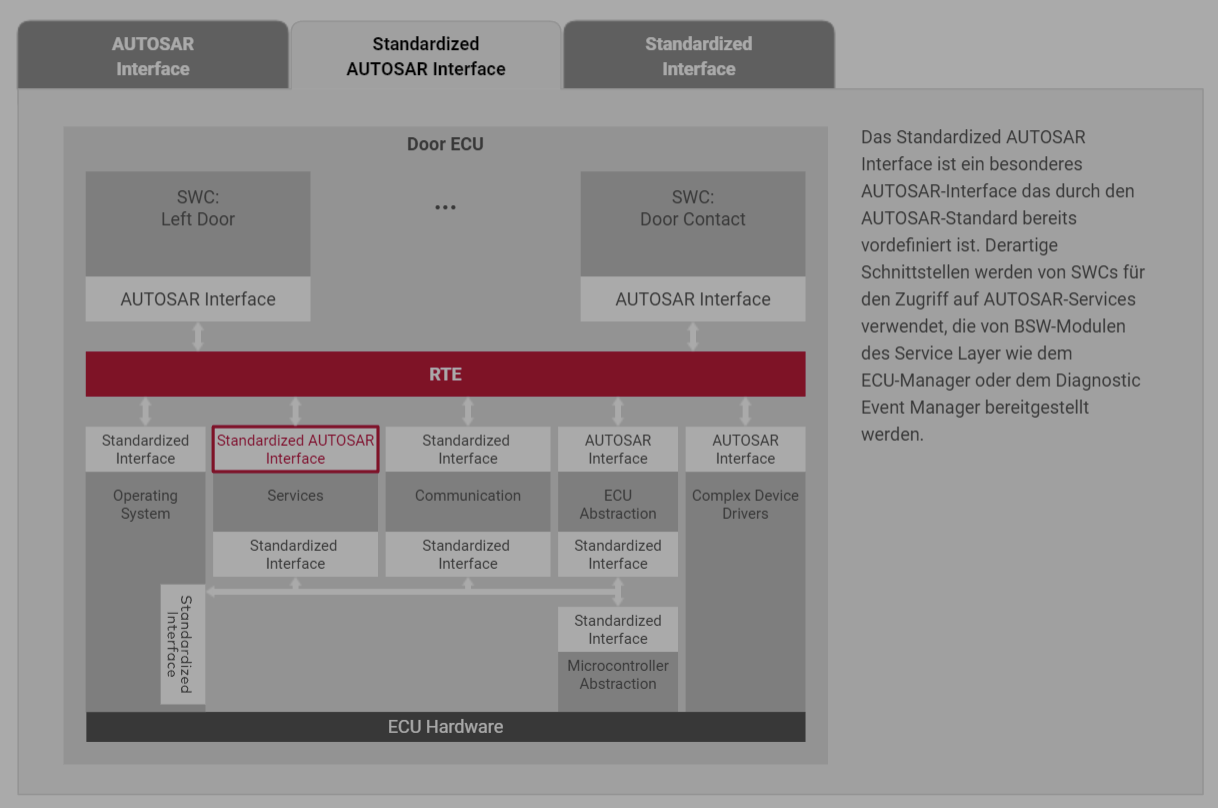 AUTOSAR
Interface
Standardized
AUTOSAR Interface
Standardized
Interface
Door ECU
SWC:
Left Door
...
SWC:
Door Contact
AUTOSAR Interface
AUTOSAR Interface
RTE
Standardized
Interface
Standardized AUTOSAR
Interface
Standardized
Interface
AUTOSAR
Interface
AUTOSAR
Interface
Operating
System
Services
Communication
ECU
Abstraction
Complex Device
Drivers
Standardized
Interface
Standardized
Interface
Standardized
Interface
Standardized
Interface
Standardized
Interface
Microcontroller
Abstraction
ECU Hardware
Das Standardized AUTOSAR
Interface ist ein besonderes
AUTOSAR-Interface das durch den
AUTOSAR-Standard bereits
vordefiniert ist. Derartige
Schnittstellen werden von SWCs für
den Zugriff auf AUTOSAR-Services
verwendet, die von BSW-Modulen
des Service Layer wie dem
ECU-Manager oder dem Diagnostic
Event Manager bereitgestellt
werden.